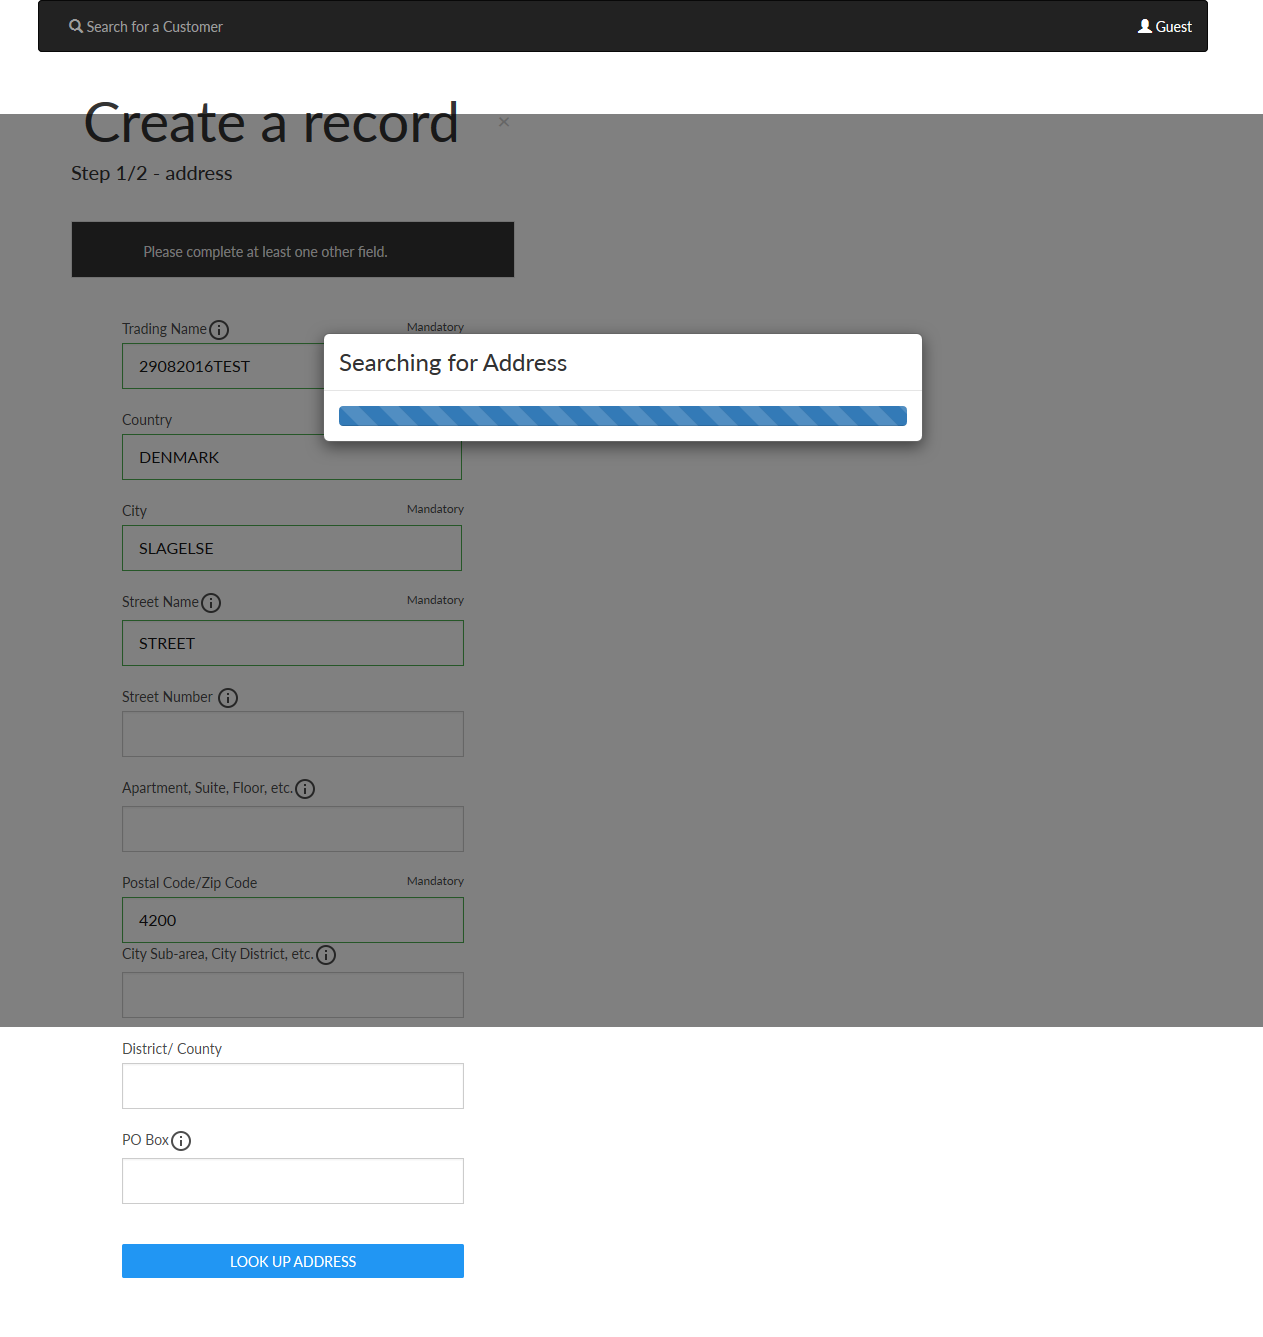 Search for a Customer
Guest
Create a record
×
Step 1/2 - address
Please complete at least one other field.
Trading Name
Mandatory
29082016TEST
Searching for Address
Country
DENMARK
City
Mandatory
SLAGELSE
Street Name
Mandatory
STREET
Street Number
Apartment, Suite, Floor, etc.
Postal Code/Zip Code
Mandatory
4200
City Sub-area, City District, etc.
District/ County
PO Box
LOOK UP ADDRESS